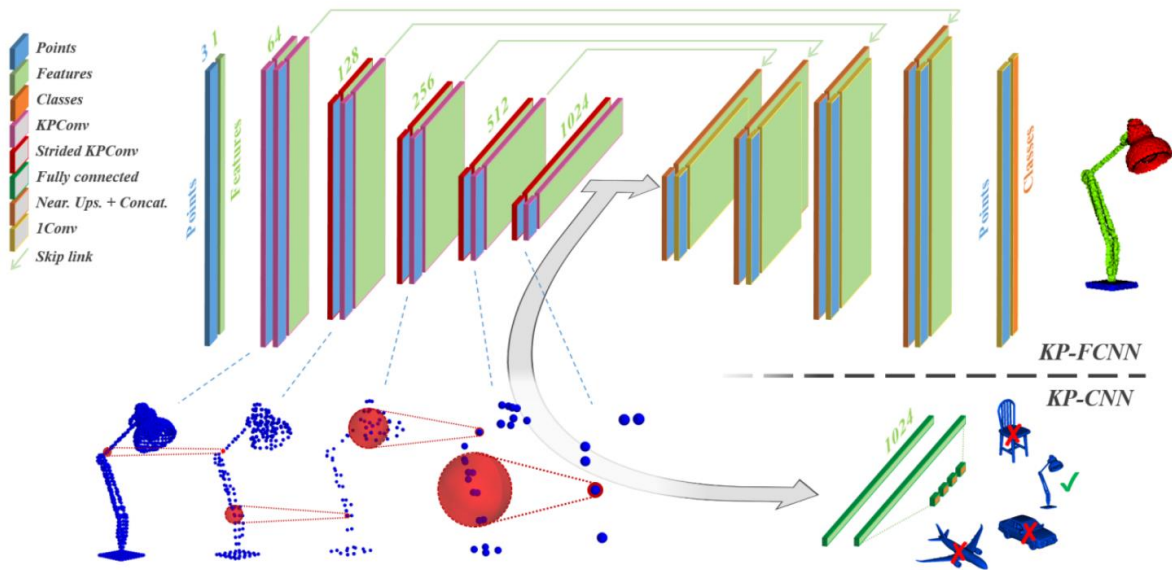 Points
Features
Classes
KPConv
Strided KPConv
Fully connected
Near. Ups. + Concat.
1Conv
Skip link
3
1
64
128
256
512
1024
Points
Features
Points
Classes
KP-FCNN
KP-CNN
1024